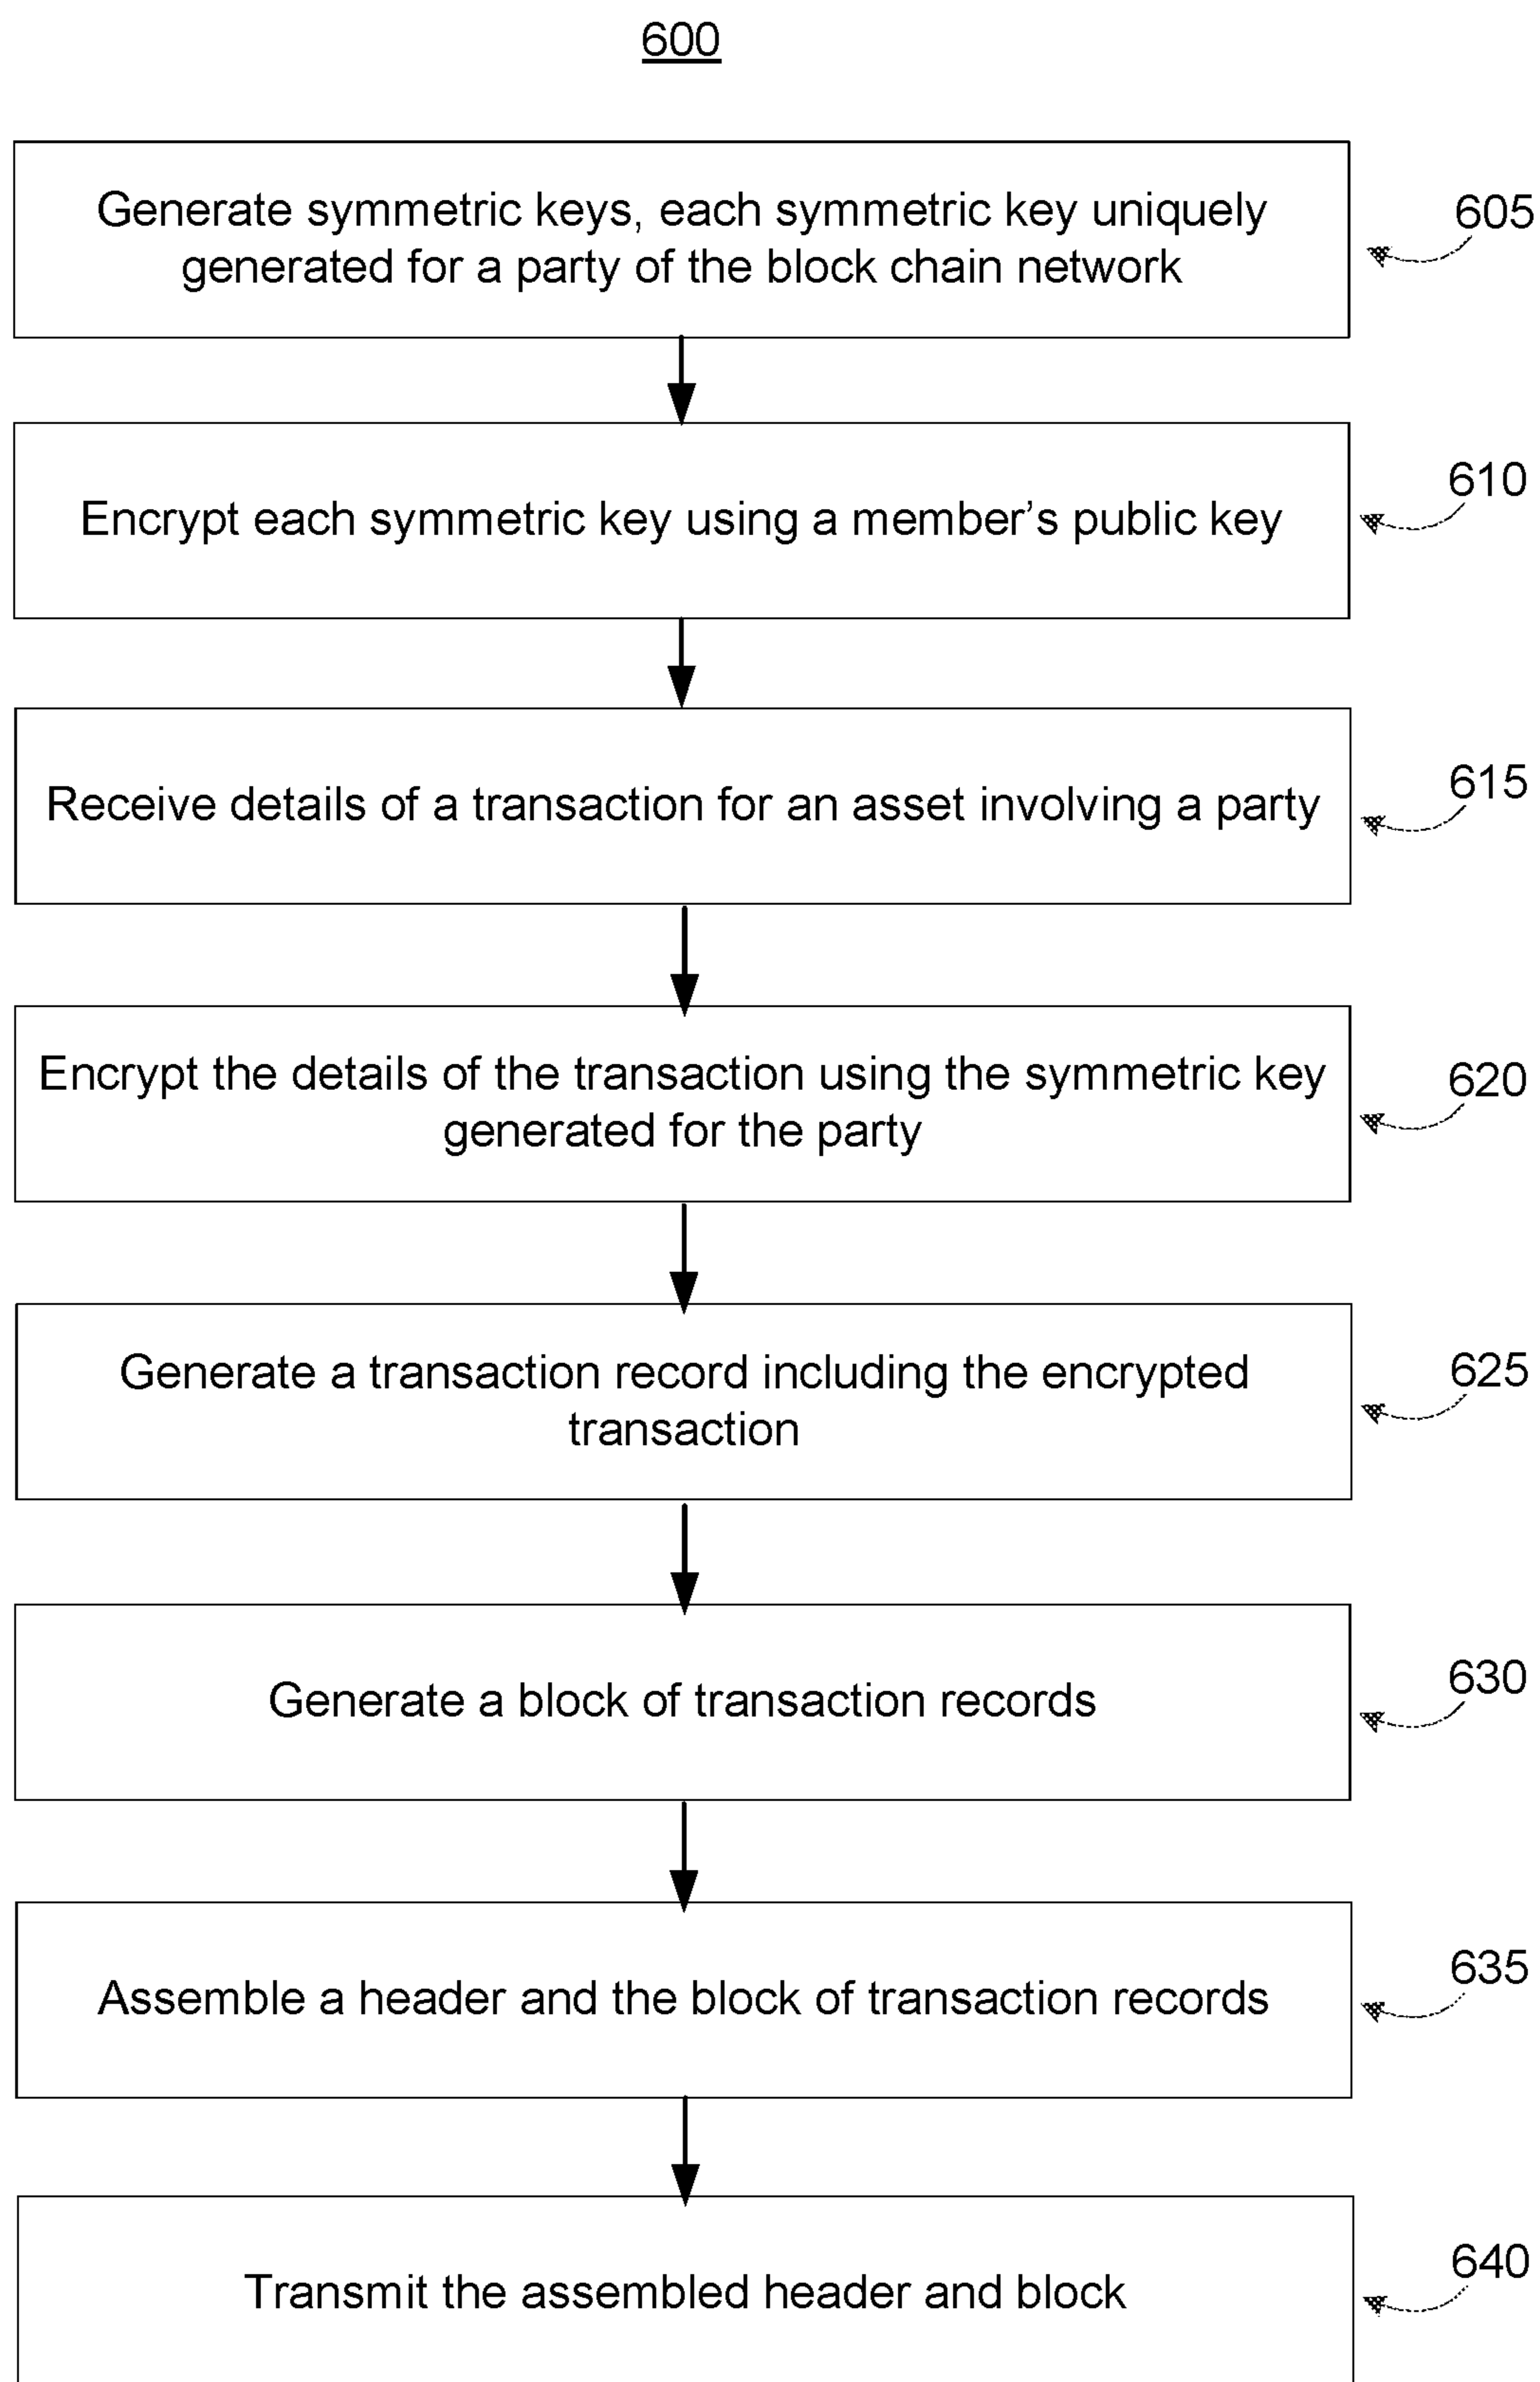 600
Generate symmetric keys, each symmetric key uniquely
generated for a party of the block chain network
605
Encrypt each symmetric key using a member’s public key
610
Receive details of a transaction for an asset involving a party
615
Encrypt the details of the transaction using the symmetric key
generated for the party
620
Generate a transaction record including the encrypted
transaction
625
Generate a block of transaction records
630
Assemble a header and the block of transaction records
635
Transmit the assembled header and block
640